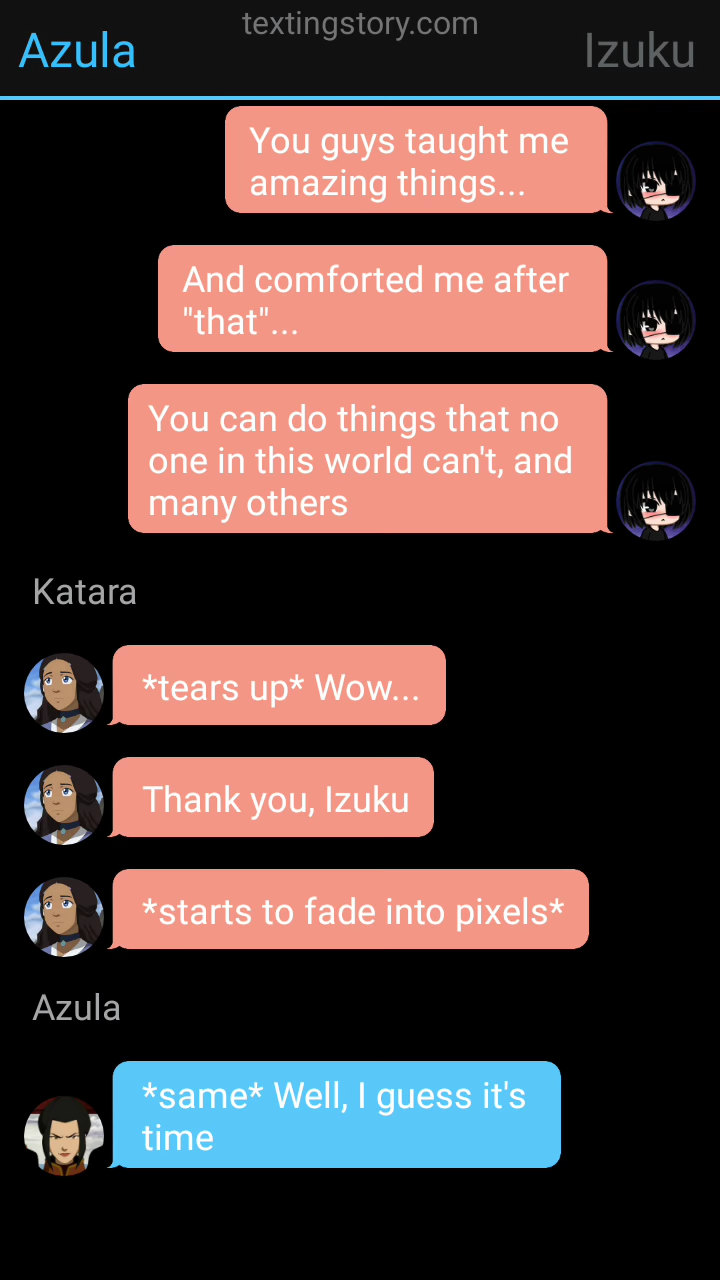 textingstory.com
Azula
Izuku
You guys taught me
amazing things...
And comforted me after
"that"...
You can do things that no
one in this world can't, and
many others
Katara
*tears up* Wow...
Thank you, Izuku
*starts to fade into pixels*
Azula
*same* Well, I guess it's
time